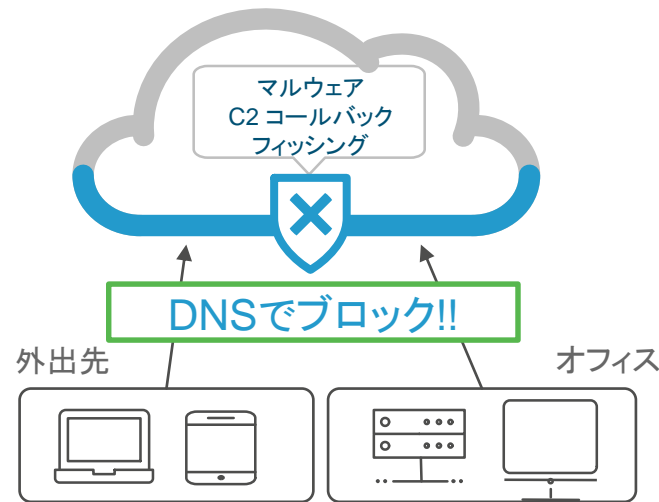 マルウェア
C2 コールバック
フィッシング
DNSでブロック!!
外出先
オフィス